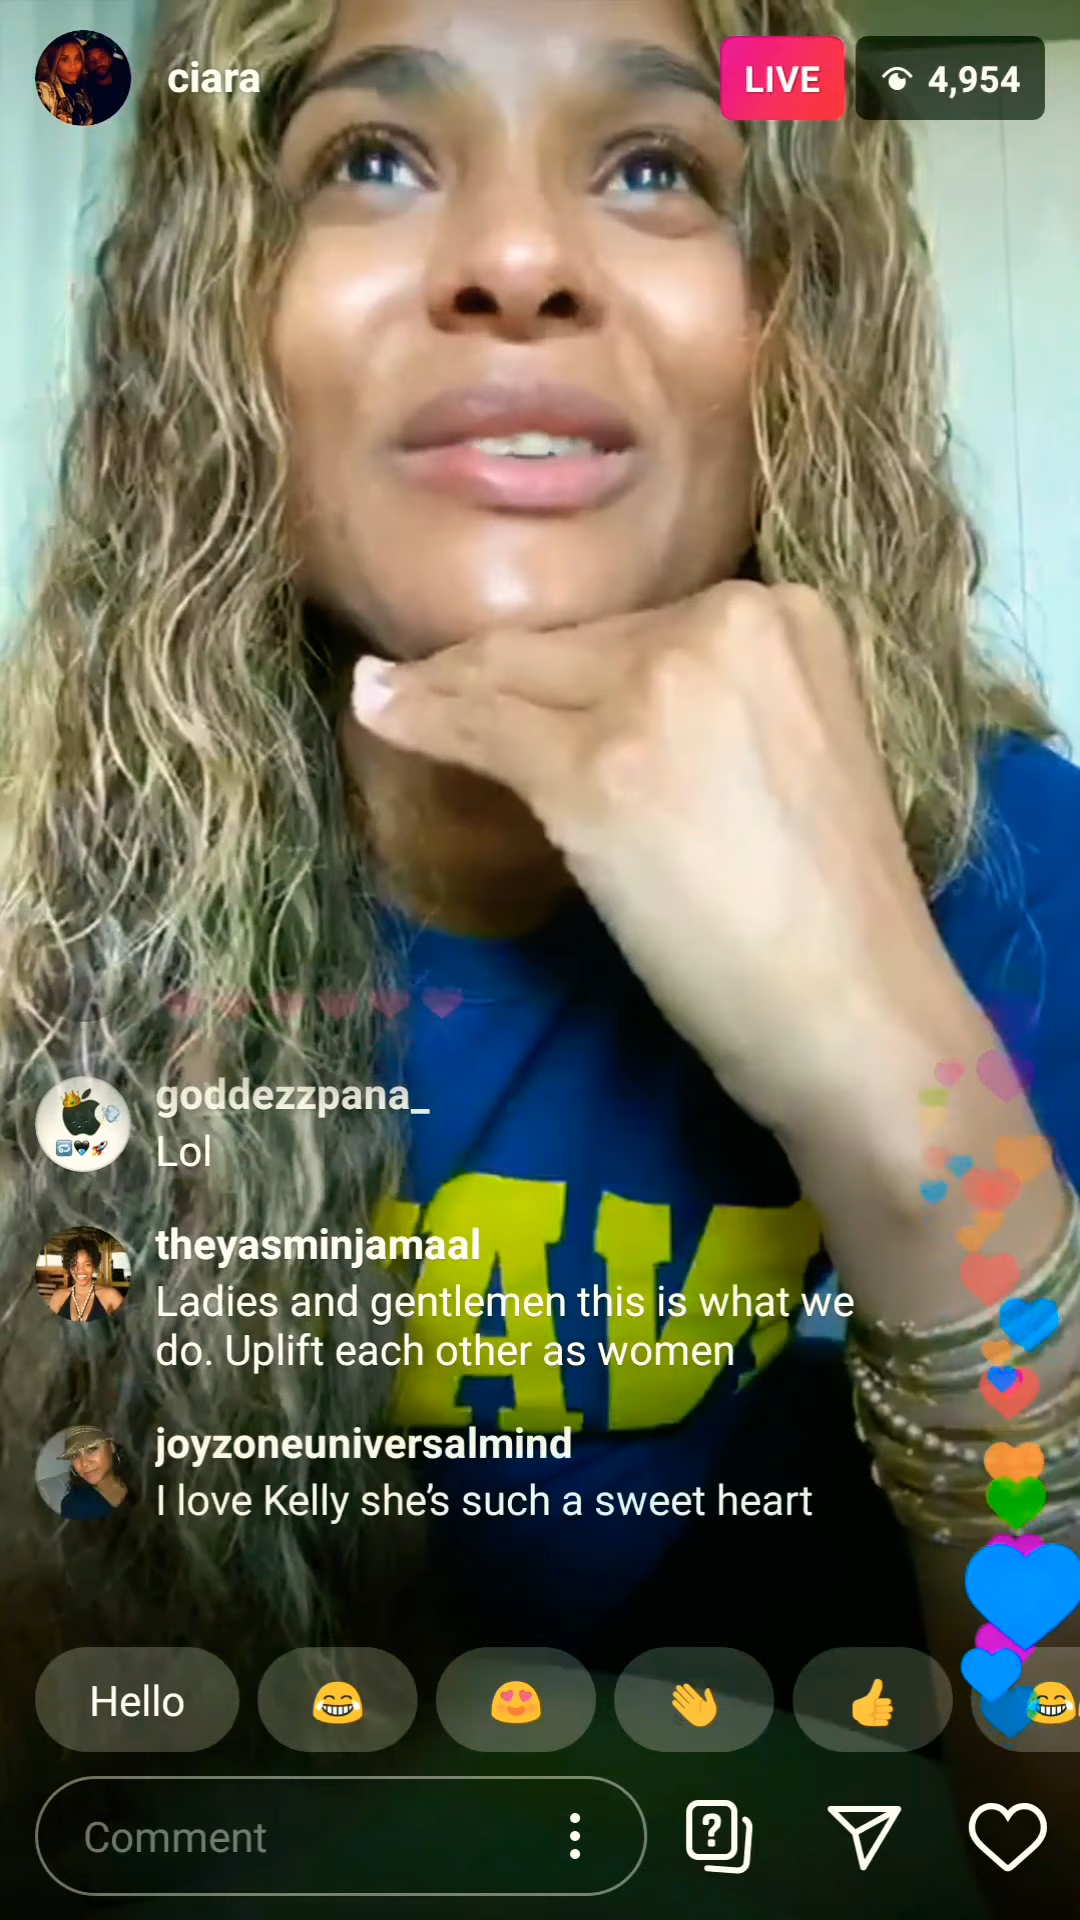 ciara
LIVE
4,954
goddezzpana_
Lol
theyasminjamaal
Ladies and gentlemen this is what we
do. Uplift each other as women
joyzoneuniversalmind
I love Kelly she's such a sweet heart
Hello
Comment